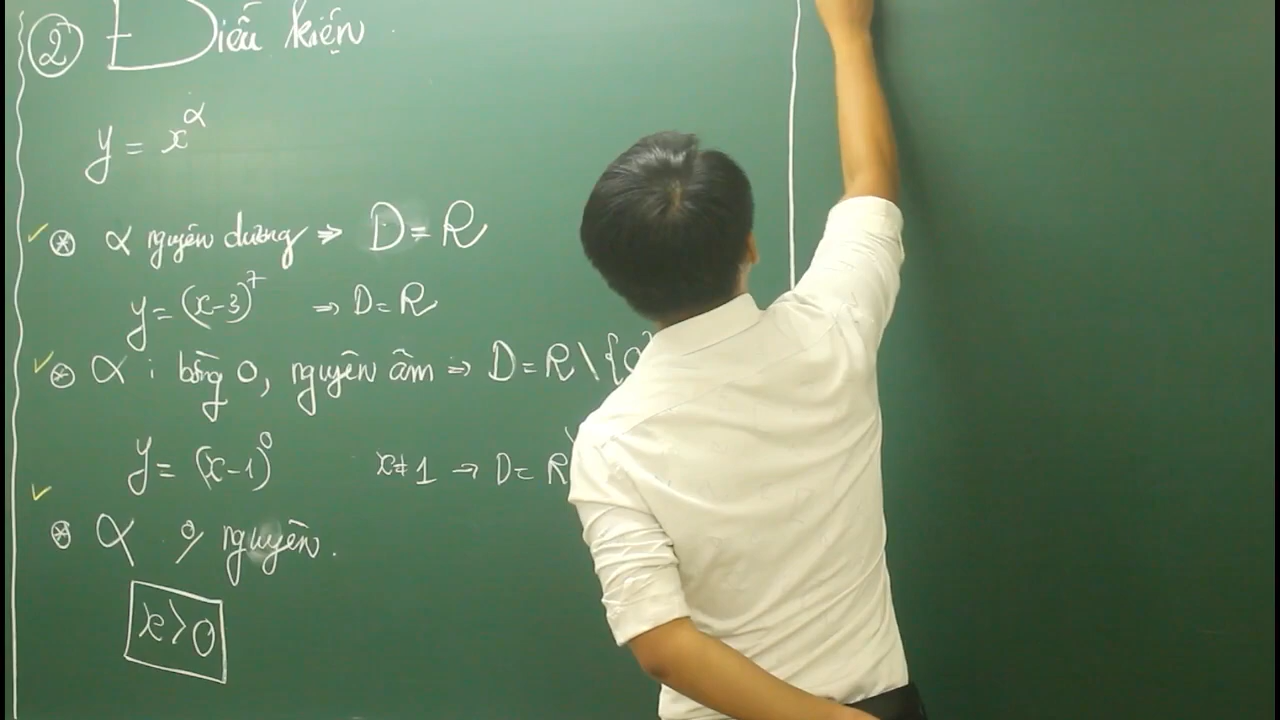 ② Điều kiện
y = x^α
⊛ α nguyên dương ⇒ D = R
y = (x-3)^7 ⇒ D = R
⊛ α : bằng 0, nguyên âm ⇒ D = R \ {0
y = (x-1)^0 x ≠ 1 → D = R
⊛ α % nguyên.
x > 0